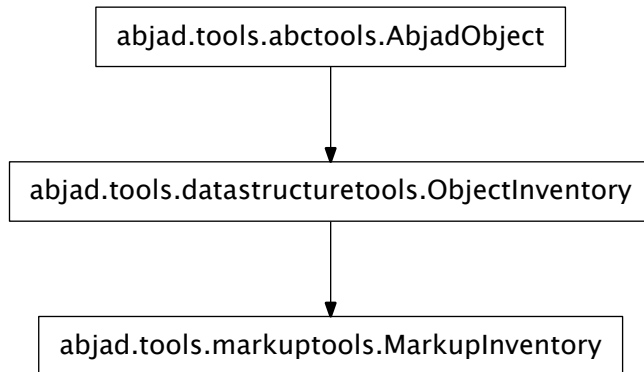 abjad.tools.abctools.AbjadObject
abjad.tools.datastructuretools.ObjectInventory
abjad.tools.markuptools.MarkupInventory